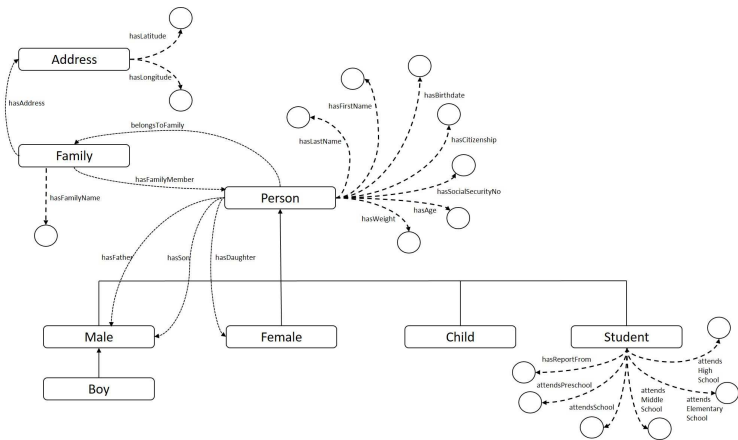 hasLatitude
Address
hasLongitude
hasAddress
belongsToFamily
Family
hasFamilyMember
hasFamilyName
Person
hasLastName
hasFirstName
hasBirthdate
hasCitizenship
hasSocialSecurityNo
hasAge
hasWeight
hasFather
hasSon
hasDaughter
Male
Female
Child
Student
Boy
hasReportFrom
attendsPreschool
attendsSchool
attends
Middle
School
attends
Elementary
School
attends
High
School